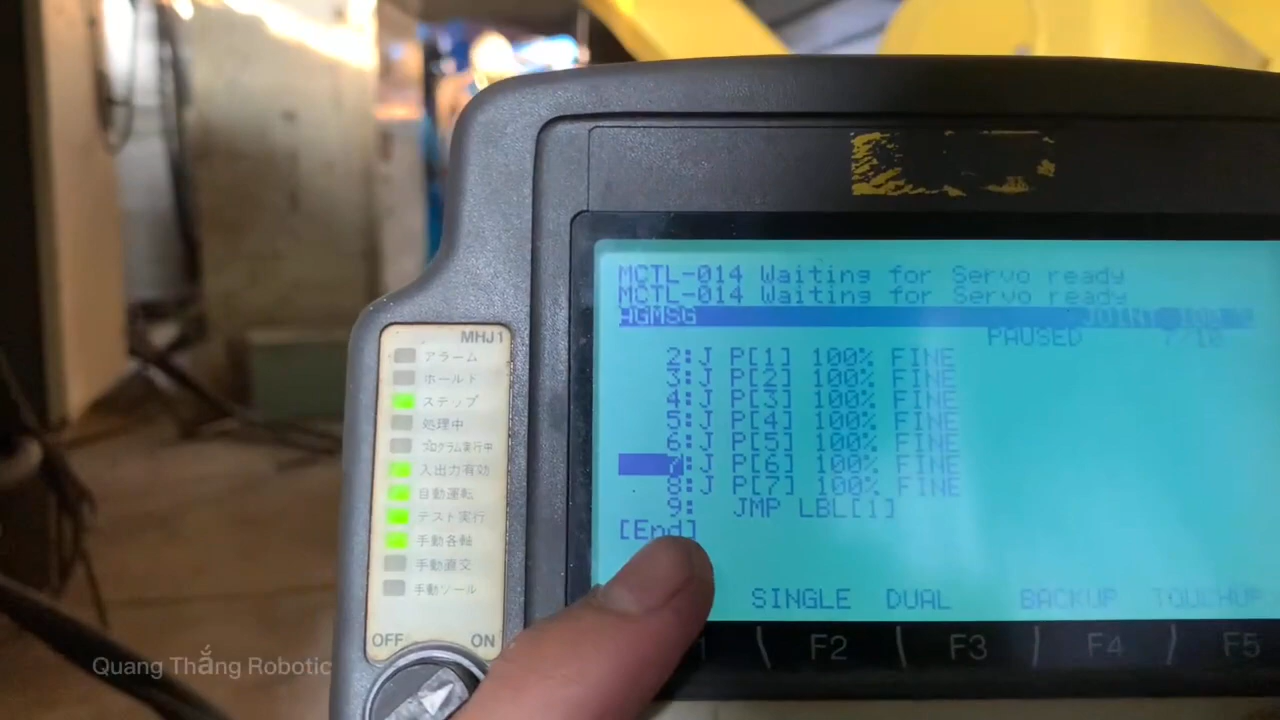 MHJ1
アラーム
ホールド
ステップ
処理中
プログラム実行中
入出力有効
自動運転
テスト実行
手動各軸
手動直交
手動ツール
OFF ON
MCTL-014 Waiting for Servo ready
MCTL-014 Waiting for Servo ready
HGMSG
PAUSED 7/10
2:J P[1] 100% FINE
3:J P[2] 100% FINE
4:J P[3] 100% FINE
5:J P[4] 100% FINE
6:J P[5] 100% FINE
7:J P[6] 100% FINE
8:J P[7] 100% FINE
9: JMP LBL[1]
[End]
SINGLE DUAL BACKUP TOUCHUP
F2 F3 F4 F5
Quang Thắng Robotic